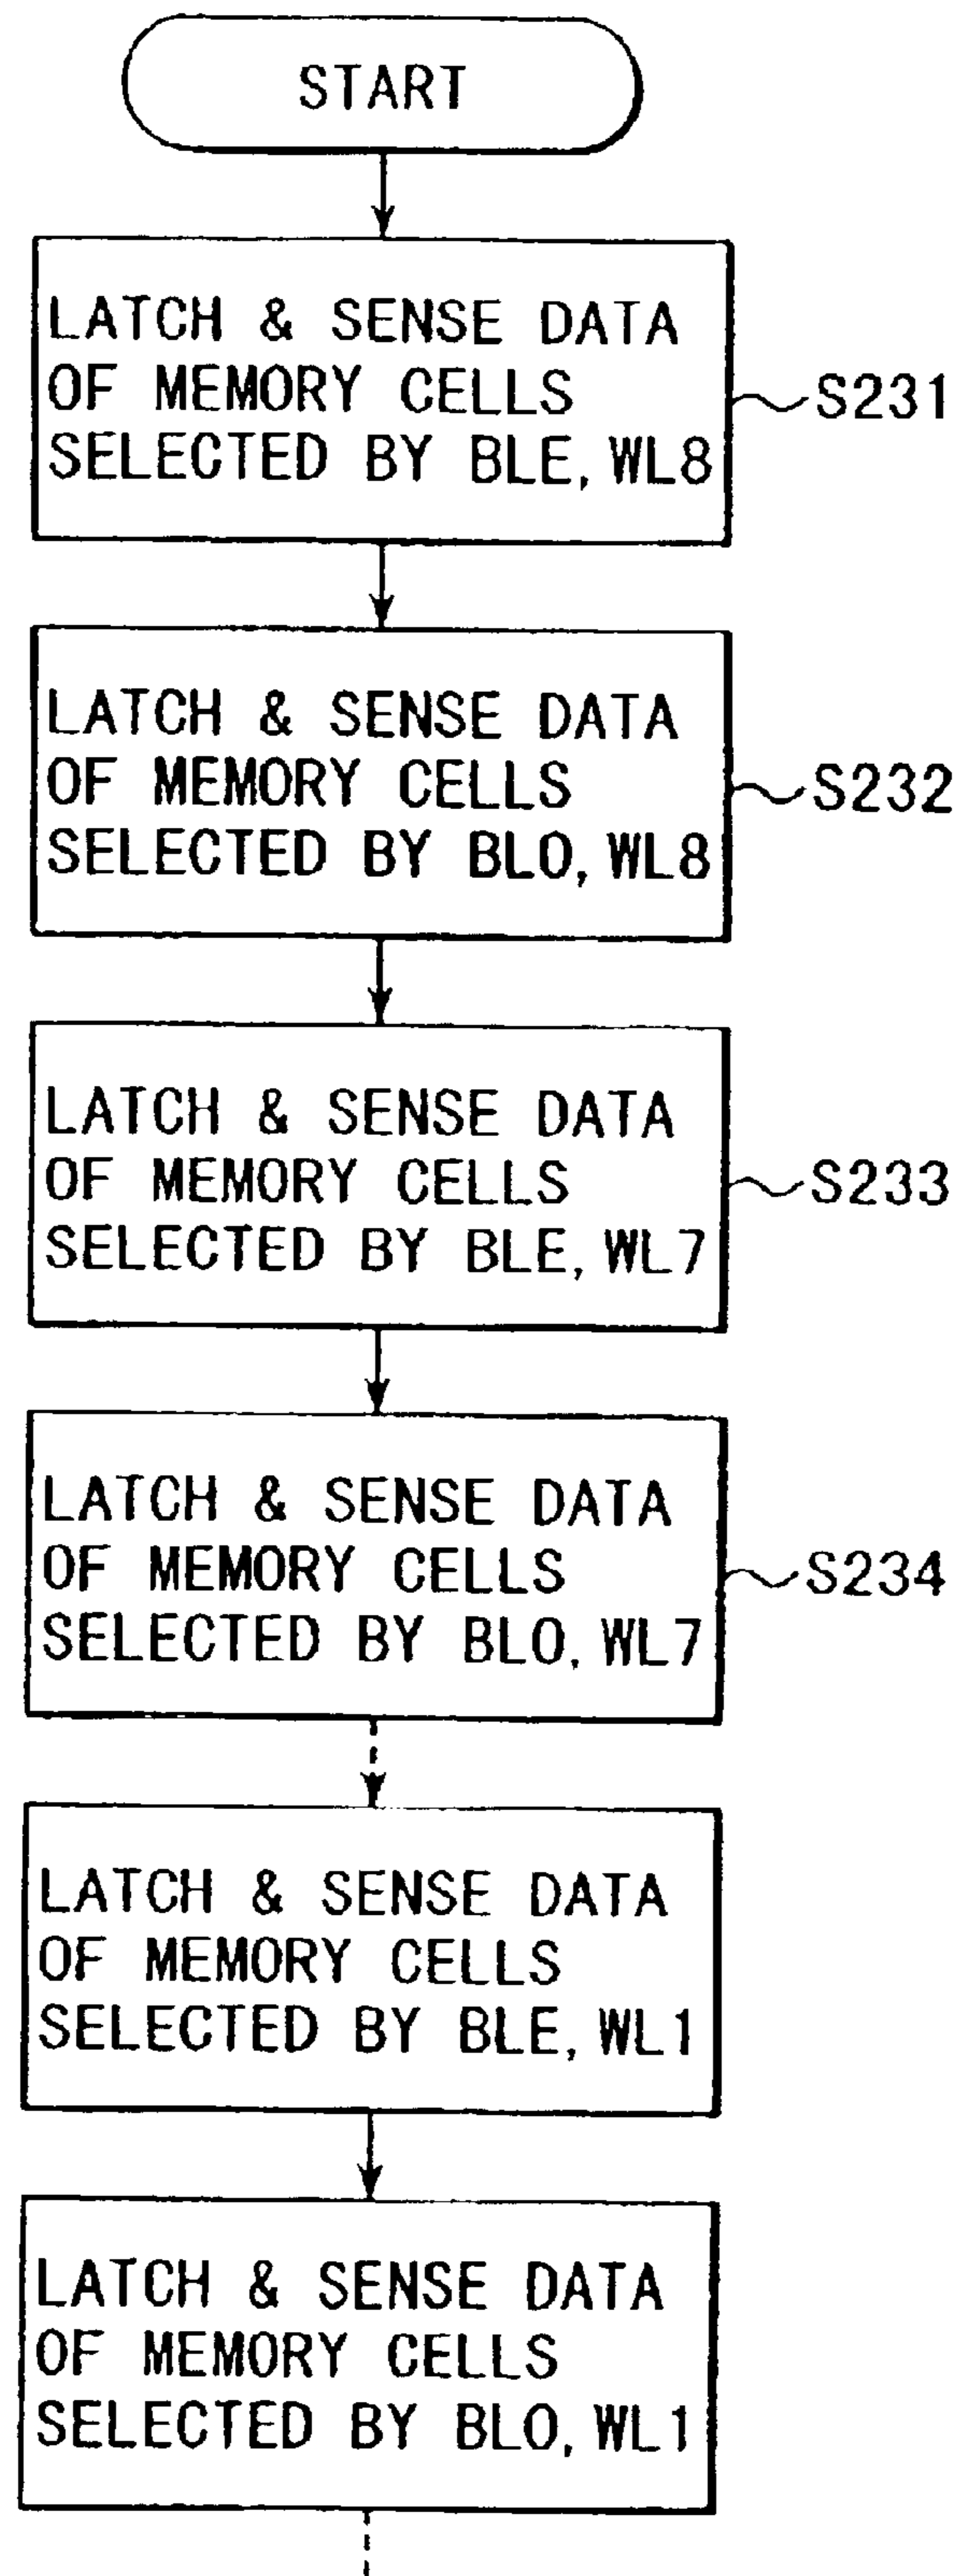 START
LATCH & SENSE DATA
OF MEMORY CELLS
SELECTED BY BLE, WL8
S231
LATCH & SENSE DATA
OF MEMORY CELLS
SELECTED BY BLO, WL8
S232
LATCH & SENSE DATA
OF MEMORY CELLS
SELECTED BY BLE, WL7
S233
LATCH & SENSE DATA
OF MEMORY CELLS
SELECTED BY BLO, WL7
S234
LATCH & SENSE DATA
OF MEMORY CELLS
SELECTED BY BLE, WL1
LATCH & SENSE DATA
OF MEMORY CELLS
SELECTED BY BLO, WL1